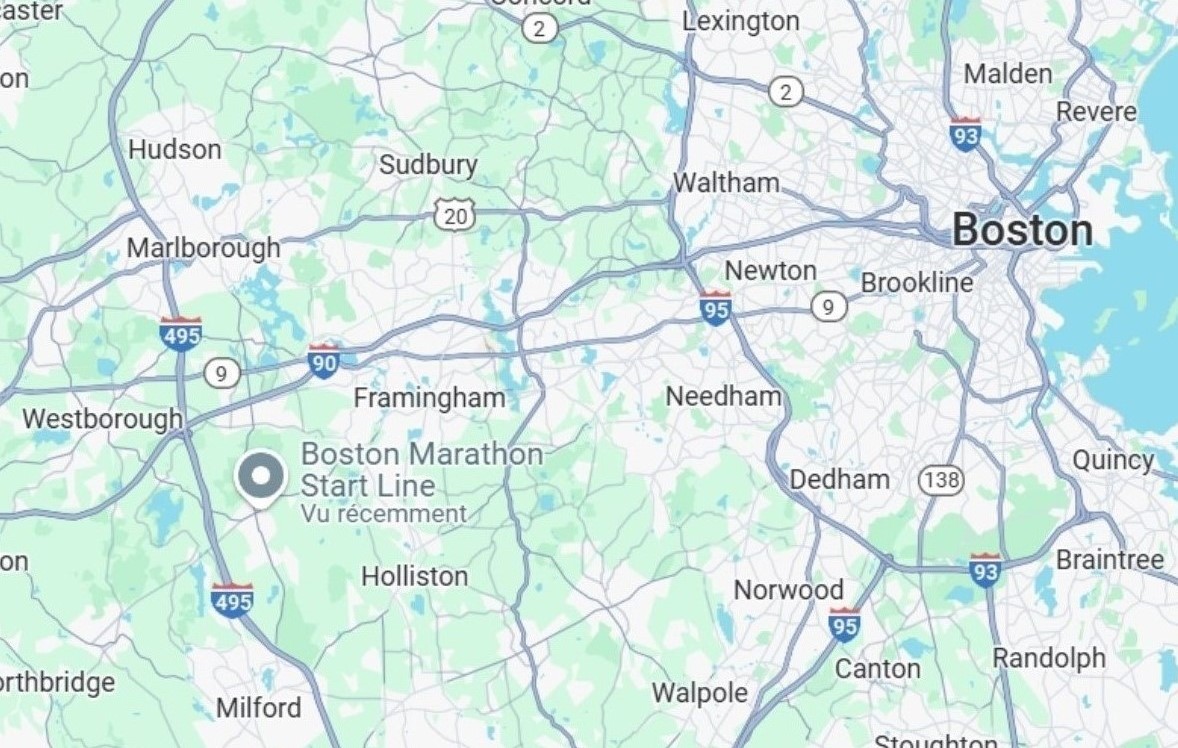 Lexington
2
Malden
2
Revere
93
Hudson
Sudbury
Waltham
20
Boston
Marlborough
Newton
Brookline
95
9
495
90
9
Framingham
Needham
Westborough
Boston Marathon
Start Line
Vu récemment
Quincy
Dedham
138
Holliston
Braintree
93
Norwood
495
95
Randolph
Canton
Walpole
Milford